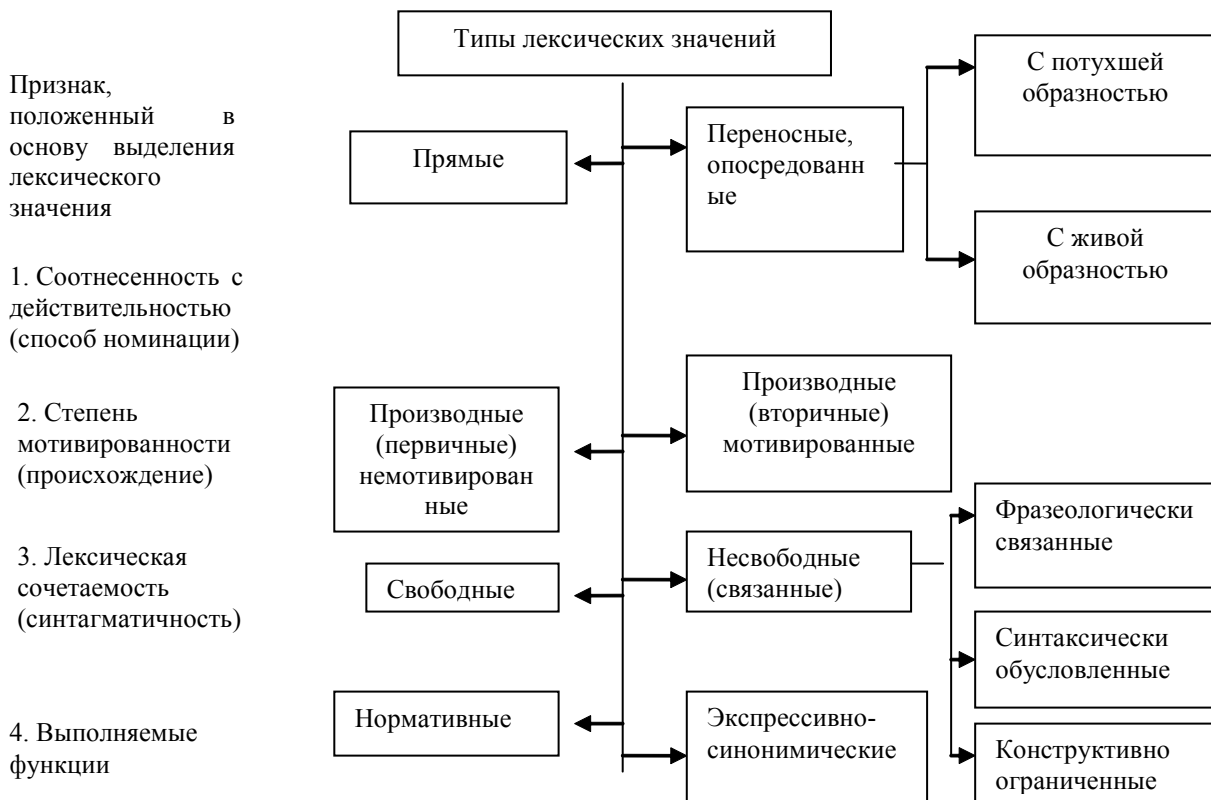 Типы лексических значений
Признак,
положенный в
основу выделения
лексического
значения
Прямые
Переносные,
опосредованн
ые
С потухшей
образностью
С живой
образностью
1. Соотнесенность с
действительностью
(способ номинации)
2. Степень
мотивированности
(происхождение)
Производные
(первичные)
немотивирован
ные
Производные
(вторичные)
мотивированные
3. Лексическая
сочетаемость
(синтагматичность)
Свободные
Несвободные
(связанные)
Фразеологически
связанные
Синтаксически
обусловленные
Конструктивно
ограниченные
4. Выполняемые
функции
Нормативные
Экспрессивно-
синонимические